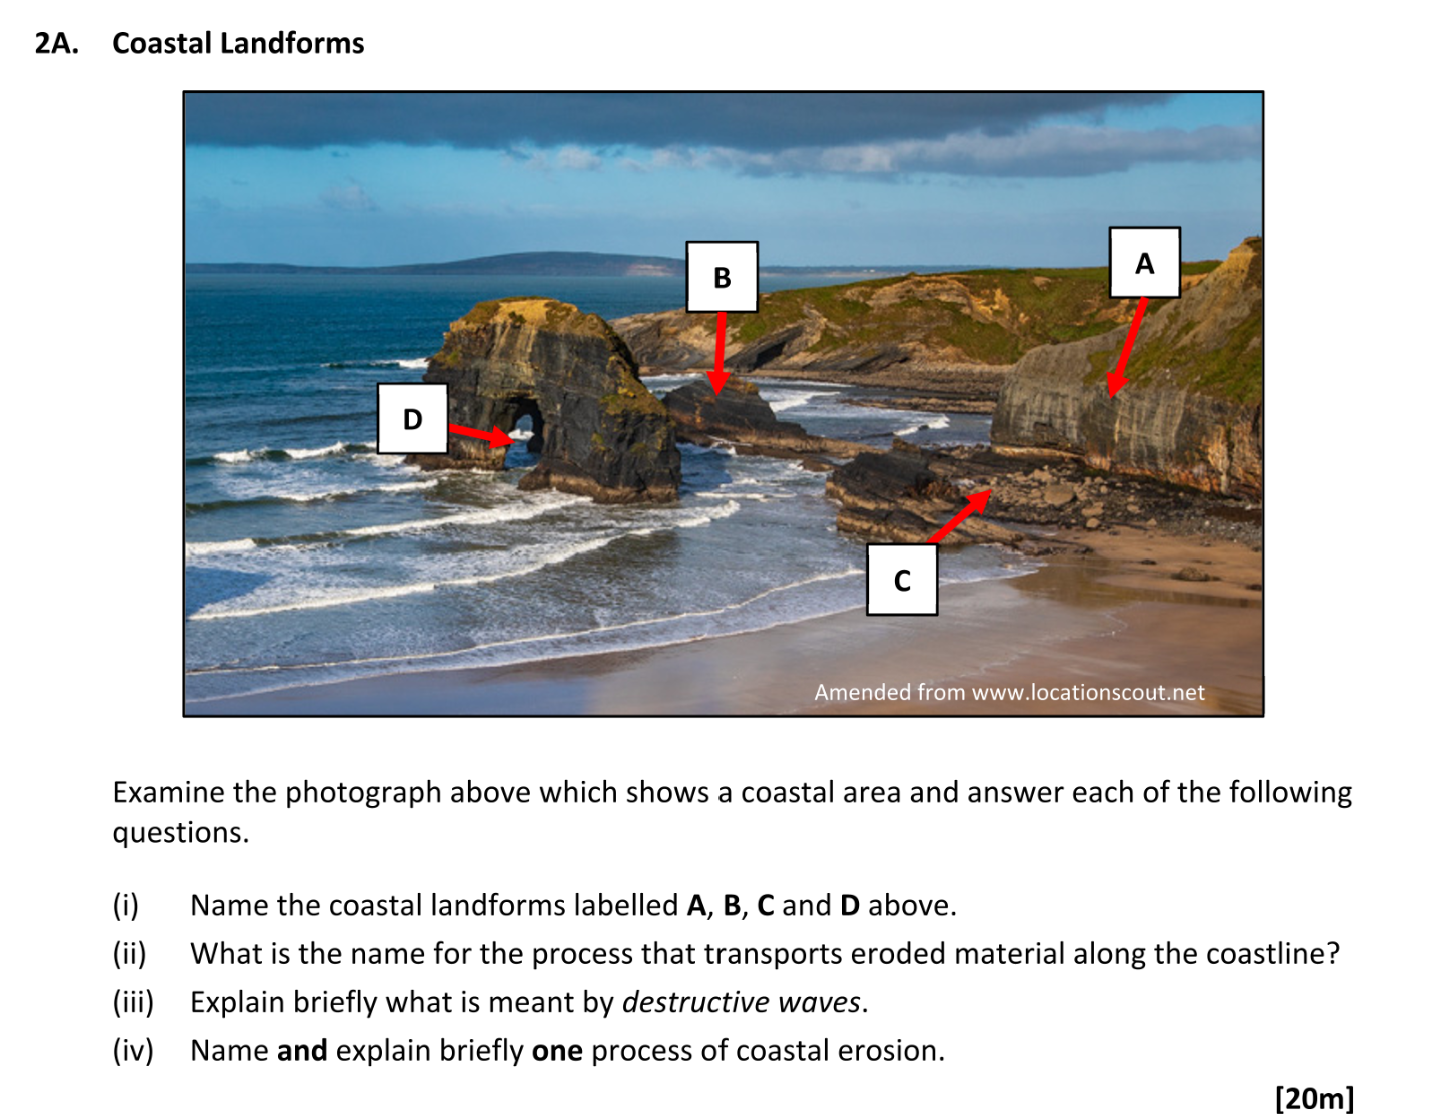 2A. Coastal Landforms
B
A
D
C
Amended from www.locationscout.net
Examine the photograph above which shows a coastal area and answer each of the following
questions.
(i) Name the coastal landforms labelled A, B, C and D above.
(ii) What is the name for the process that transports eroded material along the coastline?
(iii) Explain briefly what is meant by destructive waves.
(iv) Name and explain briefly one process of coastal erosion.
[20m]